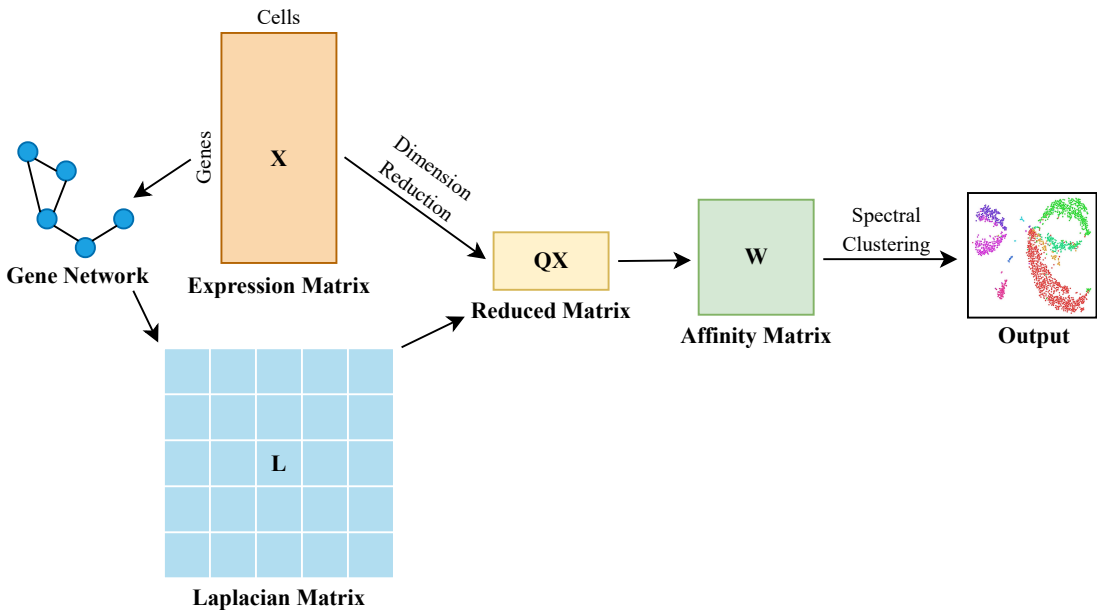 Cells
Genes
X
Expression Matrix
Gene Network
L
Laplacian Matrix
Dimension
Reduction
QX
Reduced Matrix
W
Affinity Matrix
Spectral
Clustering
Output